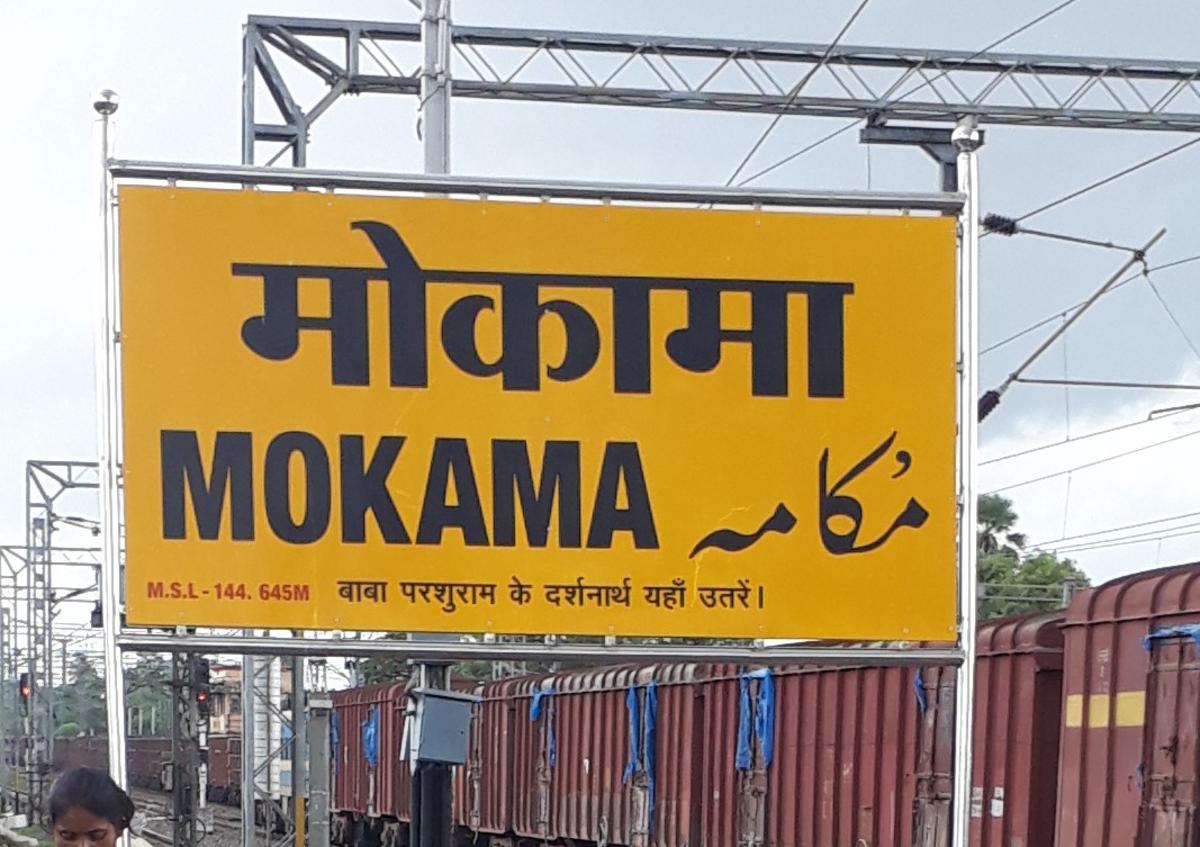 मोकामा
MOKAMA مُکامہ
M.S.L-144. 645M बाबा परशुराम के दर्शनार्थ यहाँ उतरें।